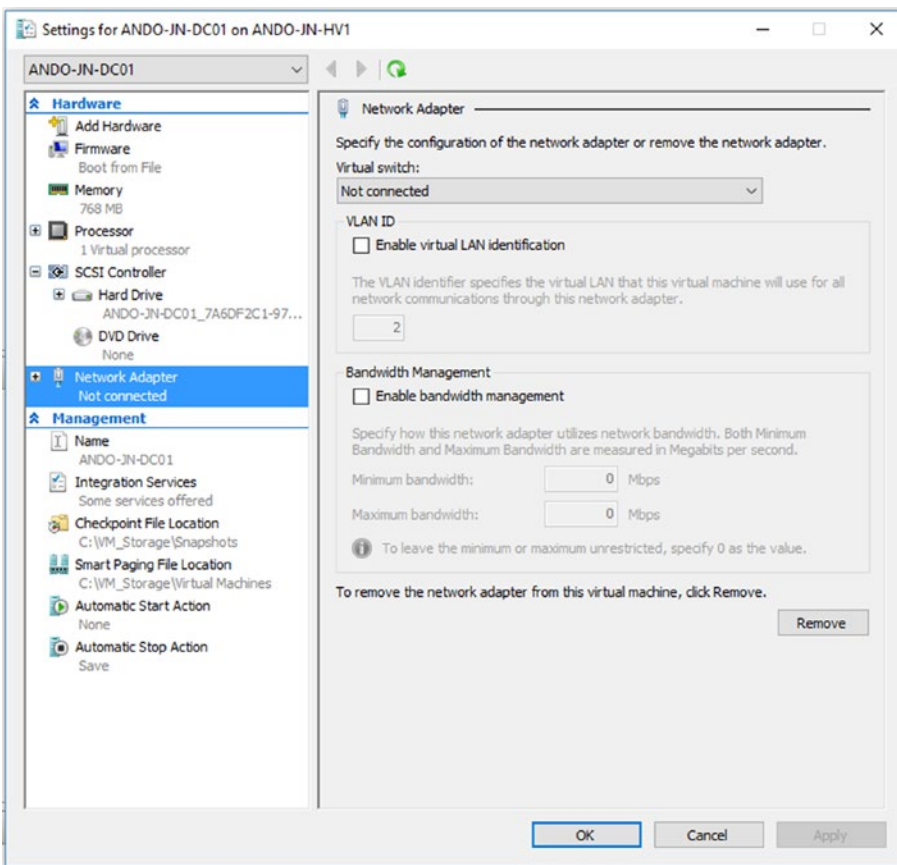 Settings for ANDO-JN-DC01 on ANDO-JN-HV1
ANDO-JN-DC01
Hardware
Add Hardware
Firmware
Boot from File
Memory
768 MB
Processor
1 Virtual processor
SCSI Controller
Hard Drive
ANDO-JN-DC01_7A6DF2C1-97...
DVD Drive
None
Network Adapter
Not connected
Management
Name
ANDO-JN-DC01
Integration Services
Some services offered
Checkpoint File Location
C:\VM_Storage\Snapshots
Smart Paging File Location
C:\VM_Storage\Virtual Machines
Automatic Start Action
None
Automatic Stop Action
Save
Network Adapter
Specify the configuration of the network adapter or remove the network adapter.
Virtual switch:
Not connected
VLAN ID
Enable virtual LAN identification
The VLAN identifier specifies the virtual LAN that this virtual machine will use for all
network communications through this network adapter.
2
Bandwidth Management
Enable bandwidth management
Specify how this network adapter utilizes network bandwidth. Both Minimum
Bandwidth and Maximum Bandwidth are measured in Megabits per second.
Minimum bandwidth: 0 Mbps
Maximum bandwidth: 0 Mbps
To leave the minimum or maximum unrestricted, specify 0 as the value.
To remove the network adapter from this virtual machine, click Remove.
Remove
OK Cancel Apply